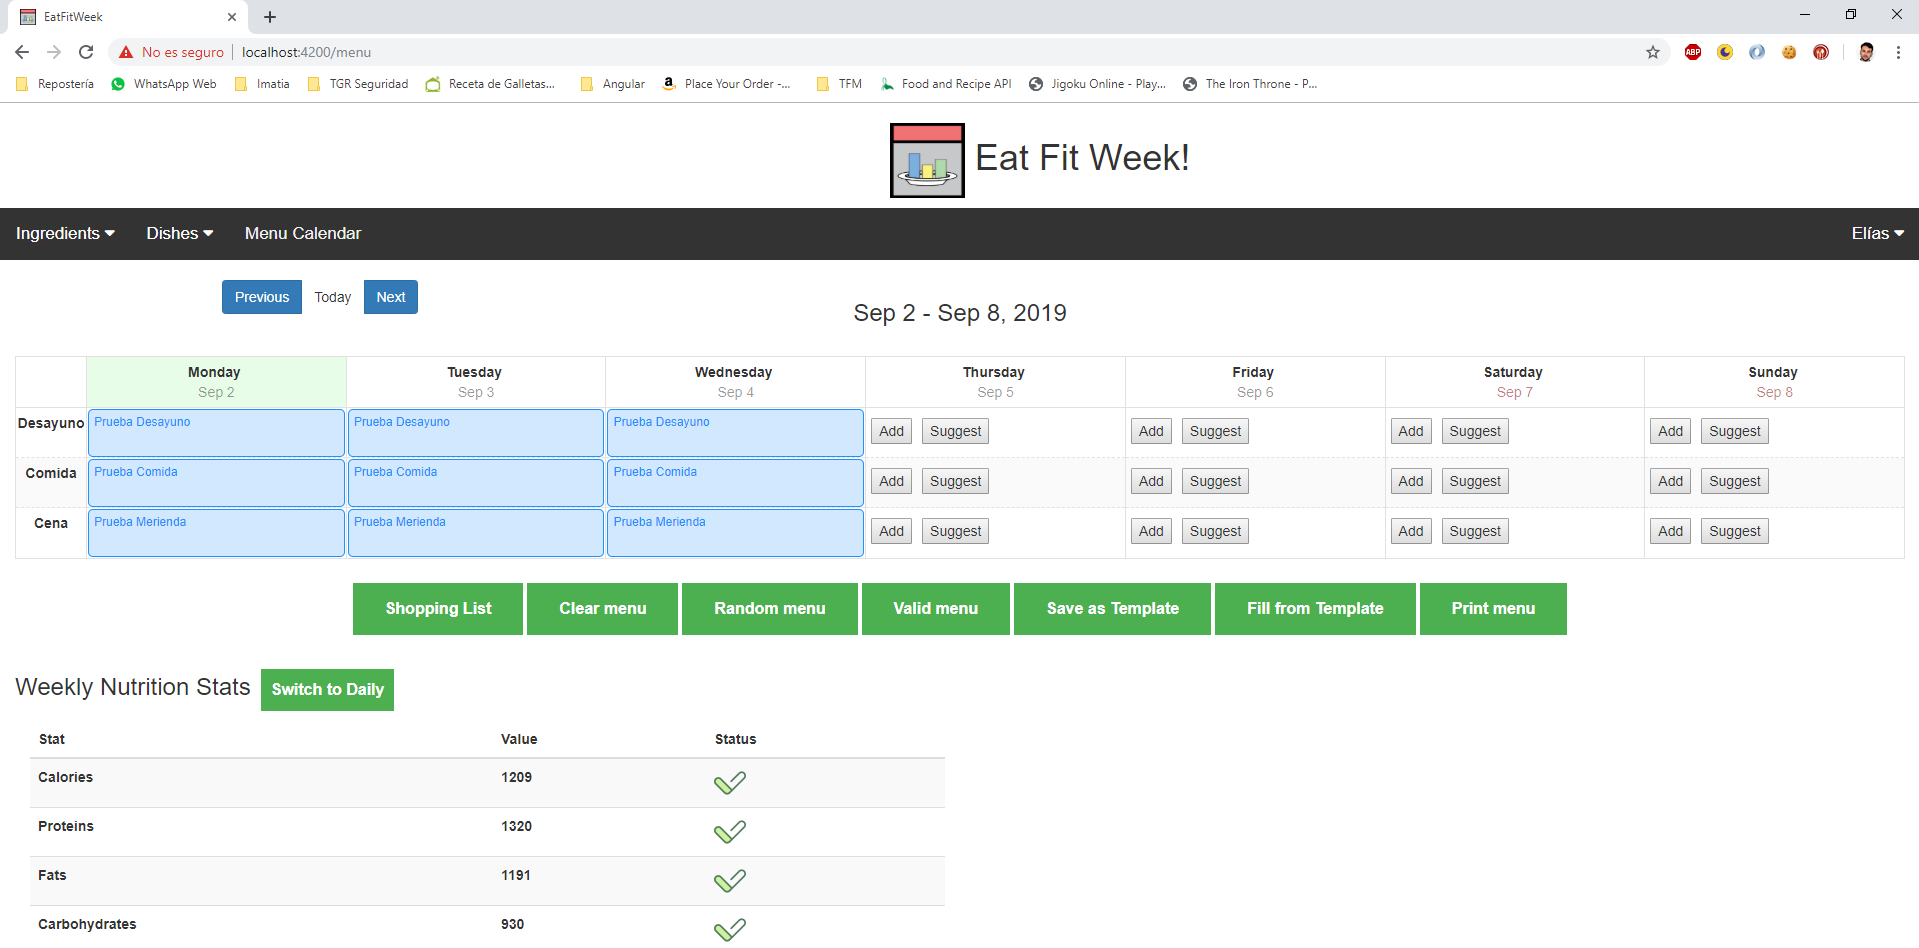 EatFitWeek
No es seguro localhost:4200/menu
ABP
Repostería WhatsApp Web Imatia TGR Seguridad Receta de Galletas... Angular Place Your Order -... TFM Food and Recipe API Jigoku Online - Play... The Iron Throne - P...
Eat Fit Week!
Ingredients Dishes Menu Calendar Elías
Previous Today Next
Sep 2 - Sep 8, 2019
Monday Tuesday Wednesday Thursday Friday Saturday Sunday
Sep 2 Sep 3 Sep 4 Sep 5 Sep 6 Sep 7 Sep 8
Desayuno Prueba Desayuno Prueba Desayuno Prueba Desayuno Add Suggest Add Suggest Add Suggest Add Suggest
Comida Prueba Comida Prueba Comida Prueba Comida Add Suggest Add Suggest Add Suggest Add Suggest
Cena Prueba Merienda Prueba Merienda Prueba Merienda Add Suggest Add Suggest Add Suggest Add Suggest
Shopping List Clear menu Random menu Valid menu Save as Template Fill from Template Print menu
Weekly Nutrition Stats Switch to Daily
Stat Value Status
Calories 1209
Proteins 1320
Fats 1191
Carbohydrates 930